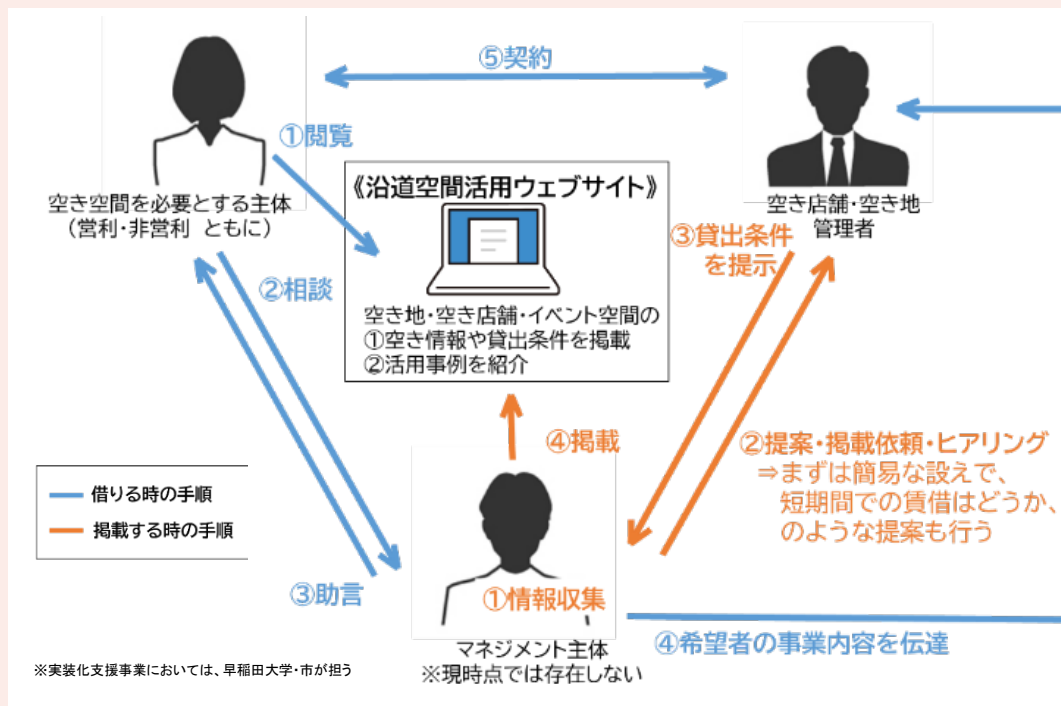 ⑤契約
①閲覧
空き空間を必要とする主体
（営利・非営利 ともに）
《沿道空間活用ウェブサイト》
空き地・空き店舗・イベント空間の
①空き情報や貸出条件を掲載
②活用事例を紹介
空き店舗・空き地
管理者
③貸出条件
を提示
②相談
④掲載
②提案・掲載依頼・ヒアリング
⇒まずは簡易な設えで、
短期間での賃借はどうか、
のような提案も行う
借りる時の手順
掲載する時の手順
③助言
①情報収集
④希望者の事業内容を伝達
マネジメント主体
※現時点では存在しない
※実装化支援事業においては、早稲田大学・市が担う